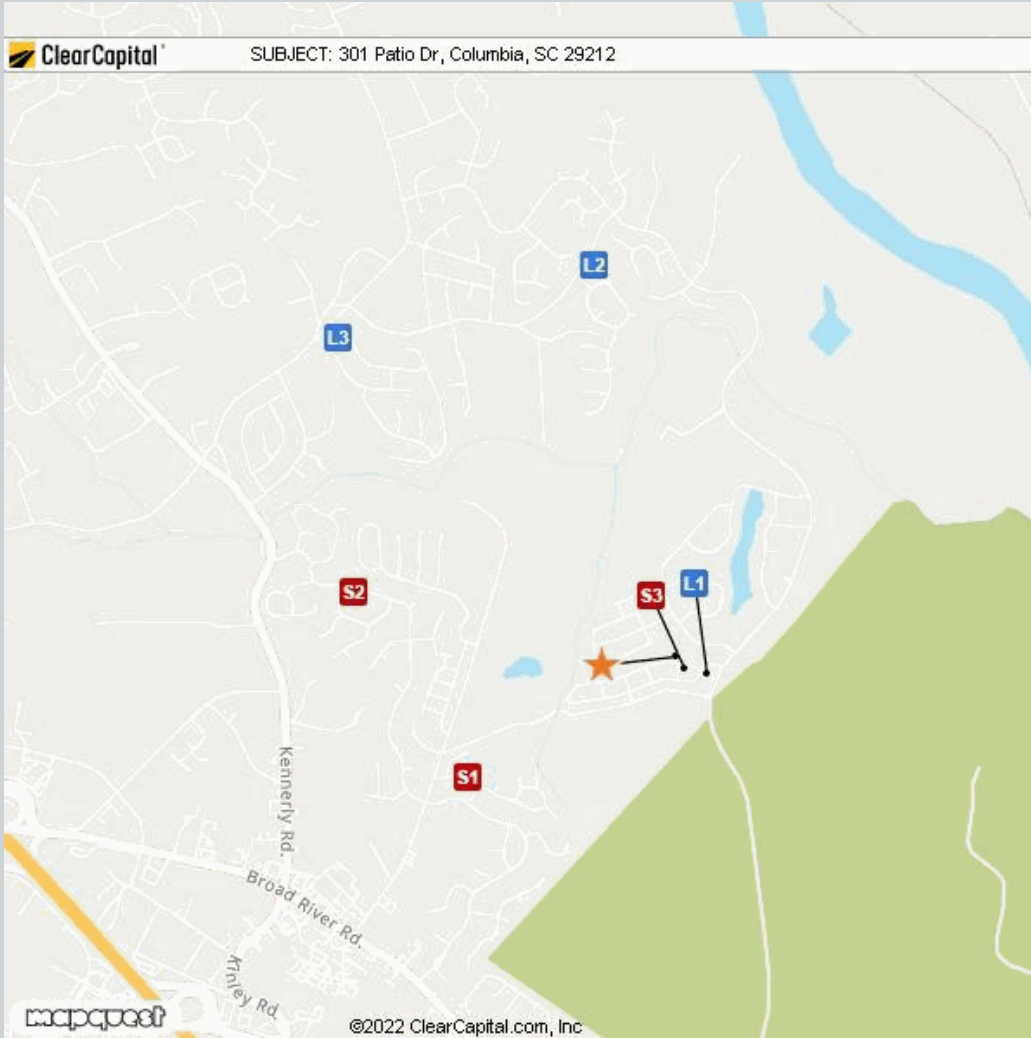 ClearCapital
SUBJECT: 301 Patio Dr, Columbia, SC 29212
L2
L3
S2
S3
L1
S1
Kennerly Rd.
Broad River Rd.
Kinley Rd.
mapquest
©2022 ClearCapital.com, Inc